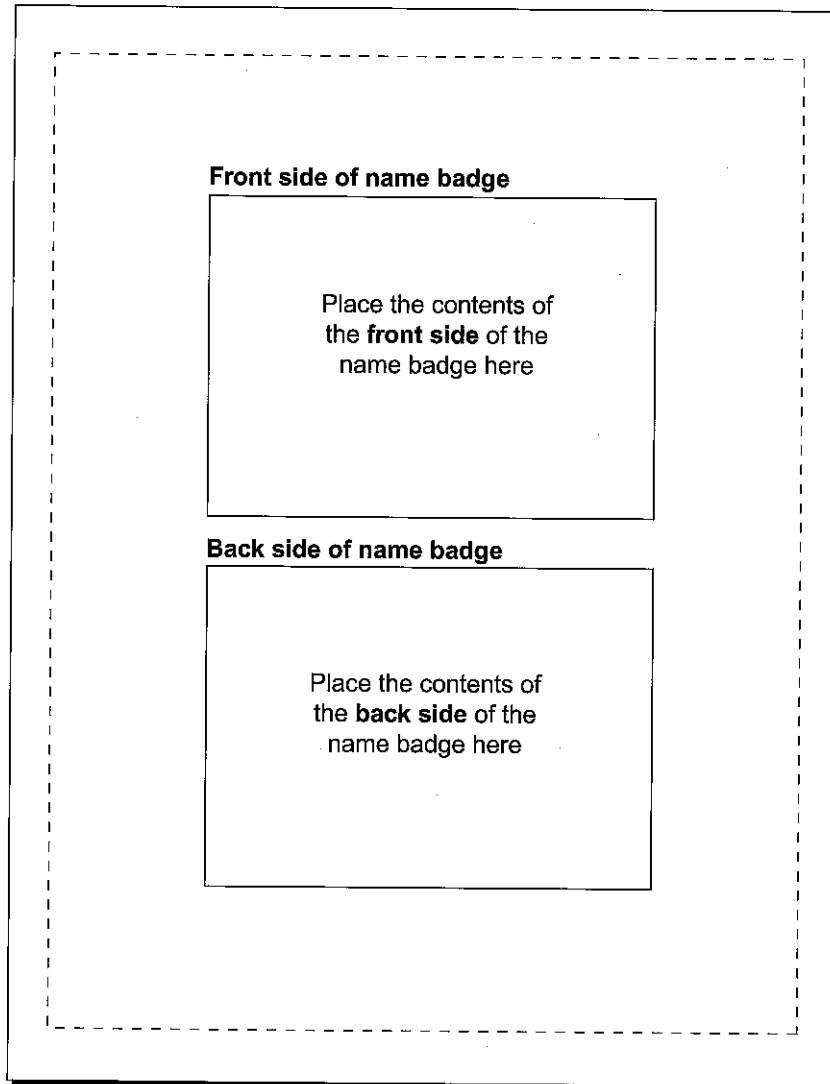 Front side of name badge
Place the contents of
the front side of the
name badge here
Back side of name badge
Place the contents of
the back side of the
name badge here